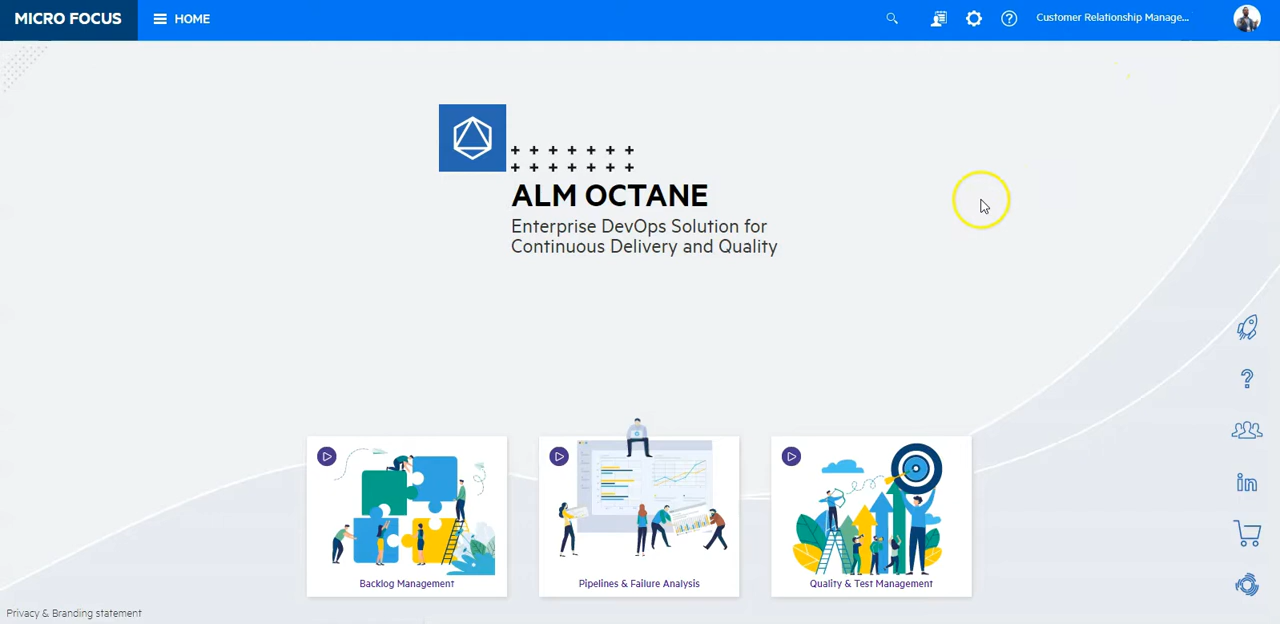 MICRO FOCUS
HOME
Customer Relationship Manage...
ALM OCTANE
Enterprise DevOps Solution for
Continuous Delivery and Quality
Backlog Management
Pipelines & Failure Analysis
Quality & Test Management
Privacy & Branding statement